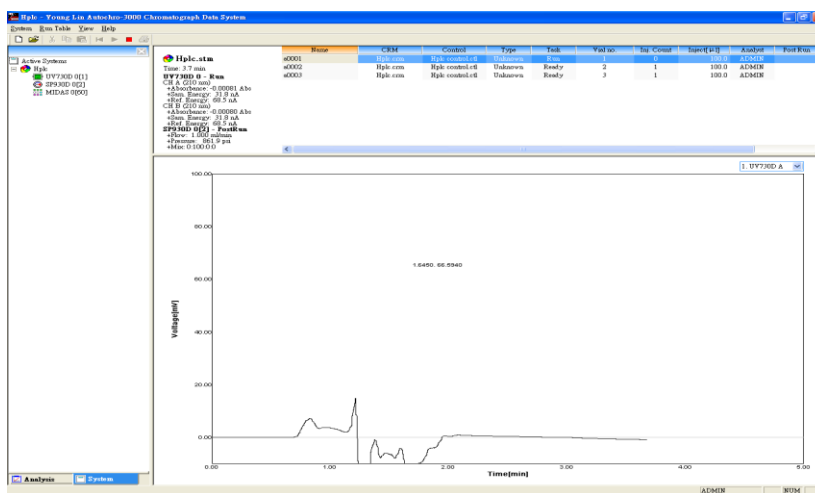 Hplc - Young Lin Autochro-3000 Chromatograph Data System
System Run Table View Help
Active Systems
Hplc
UV730D 0[1]
SP930D 0[2]
MIDAS 0[60]
Hplc.stm
Time: 3.7 min
UV730D 0 - Run
CH A (210 nm)
+Absorbance: -0.00081 Abs
+Sam. Energy: 31.8 nA
+Ref. Energy: 68.5 nA
CH B (210 nm)
+Absorbance: -0.00080 Abs
+Sam. Energy: 31.8 nA
+Ref. Energy: 68.5 nA
SP930D 0[2] - PostRun
+Flow: 1.000 ml/min
+Pressure: 861.9 psi
+Mix: 0:100:0:0
Name CRM Control Type Task Vial no. Inj. Count Inject[µl] Analyst Post Run
s0001 Hplc.crm Hplc control.ctl Unknown Run 1 0 100.0 ADMIN
s0002 Hplc.crm Hplc control.ctl Unknown Ready 2 1 100.0 ADMIN
s0003 Hplc.crm Hplc control.ctl Unknown Ready 3 1 100.0 ADMIN
1. UV730D A
100.00
80.00
60.00
40.00
20.00
0.00
Voltage[mV]
1.6450, 66.5940
0.00 1.00 2.00 3.00 4.00 5.00
Time[min]
Analysis System
ADMIN NUM